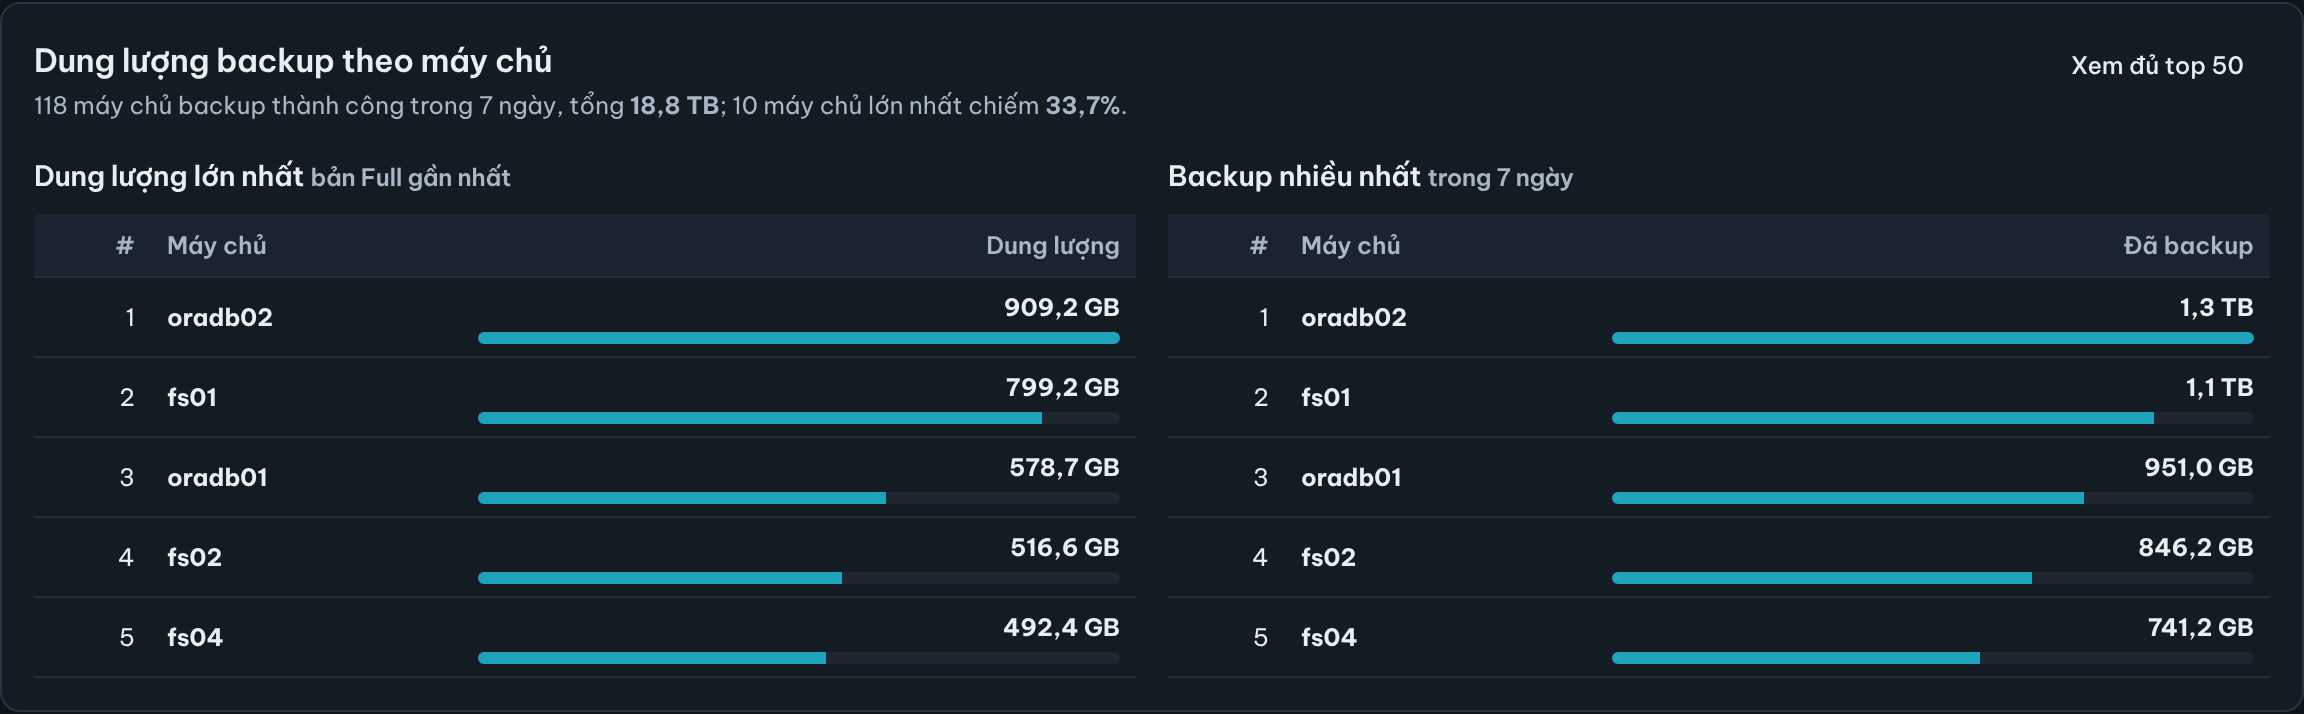 Dung lượng backup theo máy chủ
Xem đủ top 50
118 máy chủ backup thành công trong 7 ngày, tổng 18,8 TB; 10 máy chủ lớn nhất chiếm 33,7%.
Dung lượng lớn nhất bản Full gần nhất
# Máy chủ Dung lượng
1 oradb02 909,2 GB
2 fs01 799,2 GB
3 oradb01 578,7 GB
4 fs02 516,6 GB
5 fs04 492,4 GB
Backup nhiều nhất trong 7 ngày
# Máy chủ Đã backup
1 oradb02 1,3 TB
2 fs01 1,1 TB
3 oradb01 951,0 GB
4 fs02 846,2 GB
5 fs04 741,2 GB